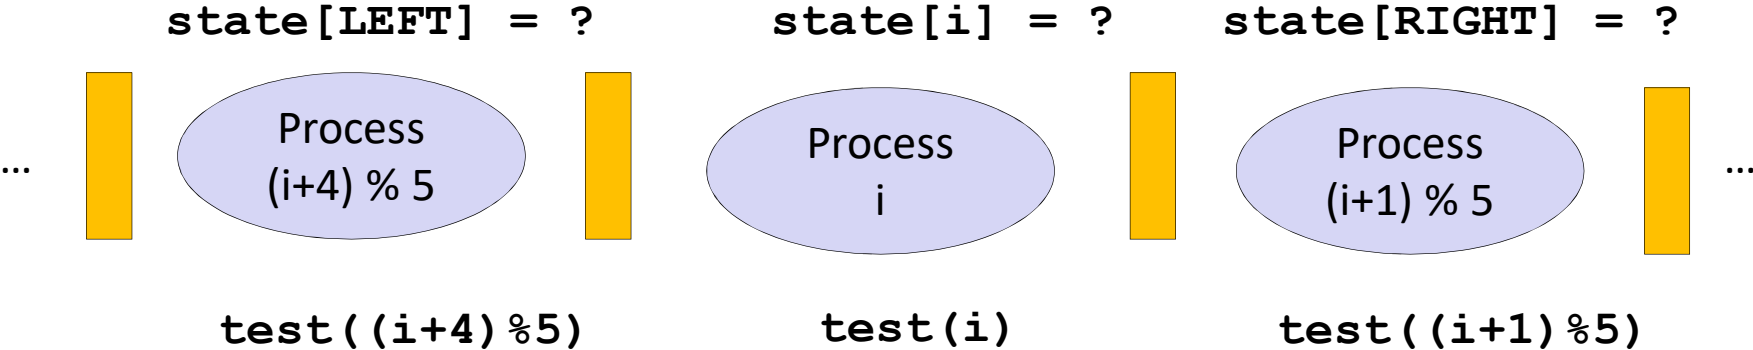 state[LEFT] = ? state[i] = ? state[RIGHT] = ?
Process Process Process
... (i+4) % 5 i (i+1) % 5 ...
test((i+4)%5) test(i) test((i+1)%5)